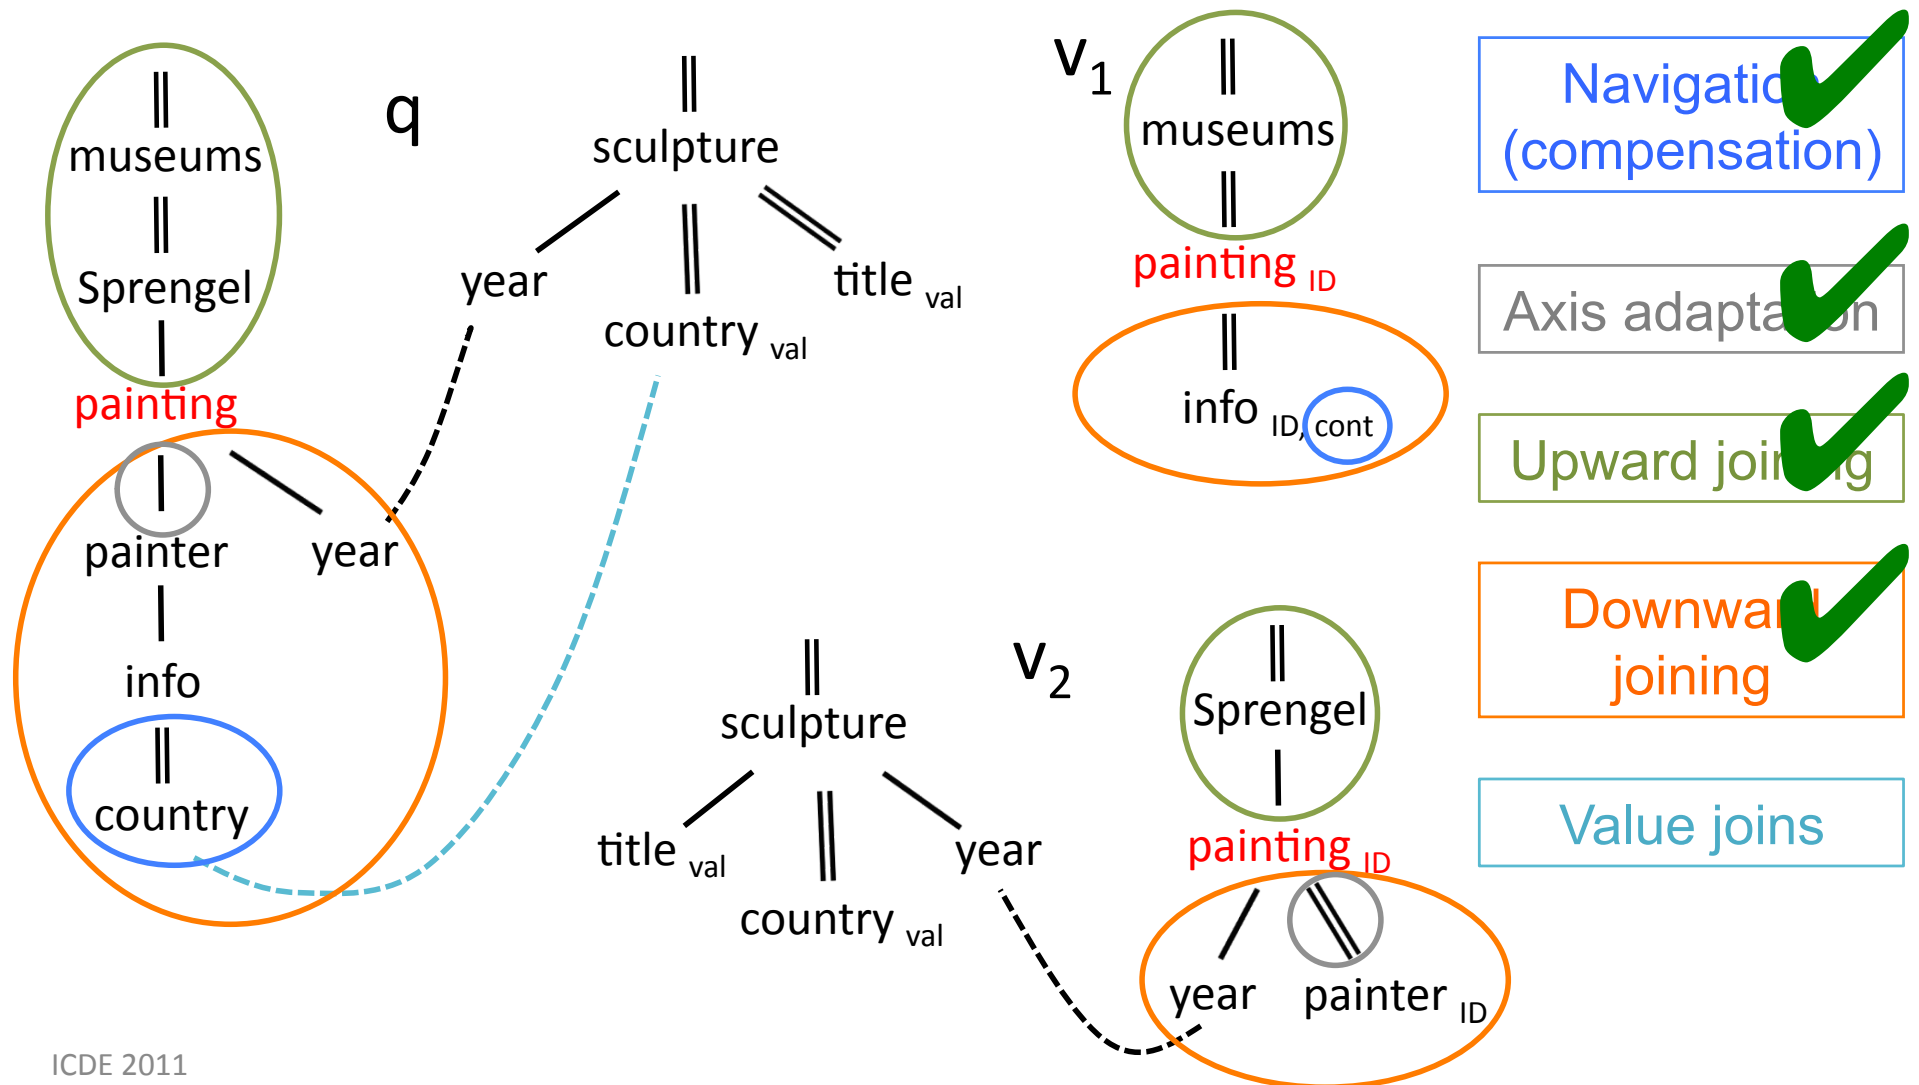 q
museums
Sprengel
painting
painter
year
info
country
sculpture
year
country val
title val
v1
museums
painting ID
info ID, cont
v2
sculpture
title val
country val
year
Sprengel
painting ID
year
painter ID
Navigation
(compensation)
Axis adaptation
Upward joining
Downward
joining
Value joins
ICDE 2011